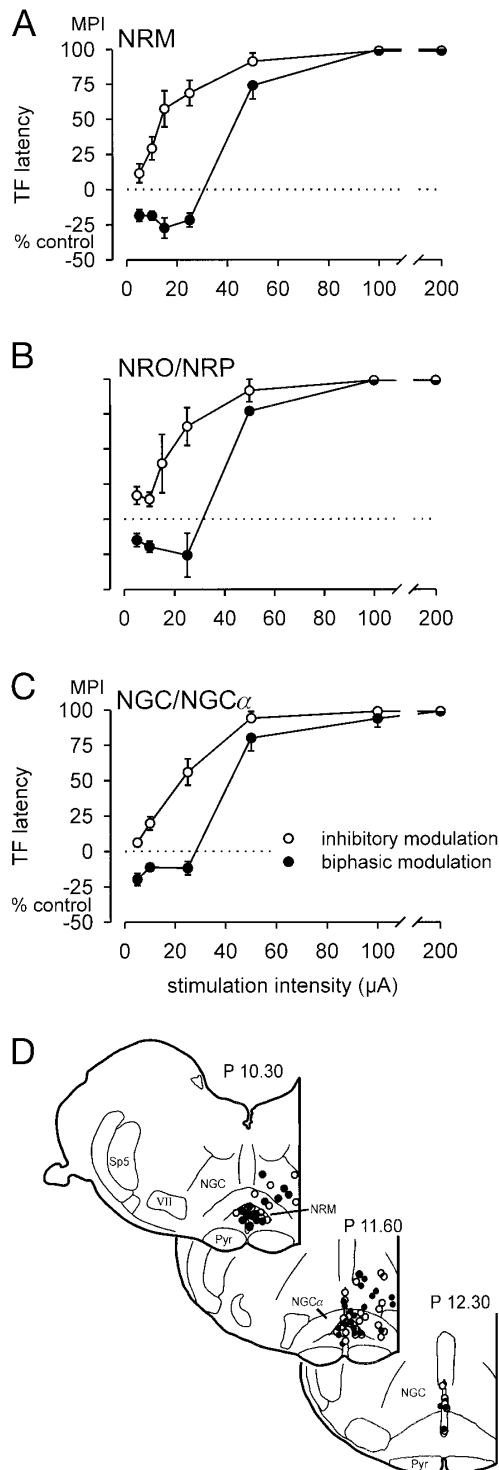 A
MPI
NRM
100
75
50
25
0
-25
% control
-50
TF latency
0 20 40 60 80 100 200
B
NRO/NRP
0 20 40 60 80 100 200
C
MPI
NGC/NGCα
100
75
50
25
0
-25
% control
-50
TF latency
inhibitory modulation
biphasic modulation
0 20 40 60 80 100 200
stimulation intensity (μA)
D
P 10.30
Sp5
NGC
VII
NRM
Pyr
P 11.60
NGCα
P 12.30
NGC
Pyr